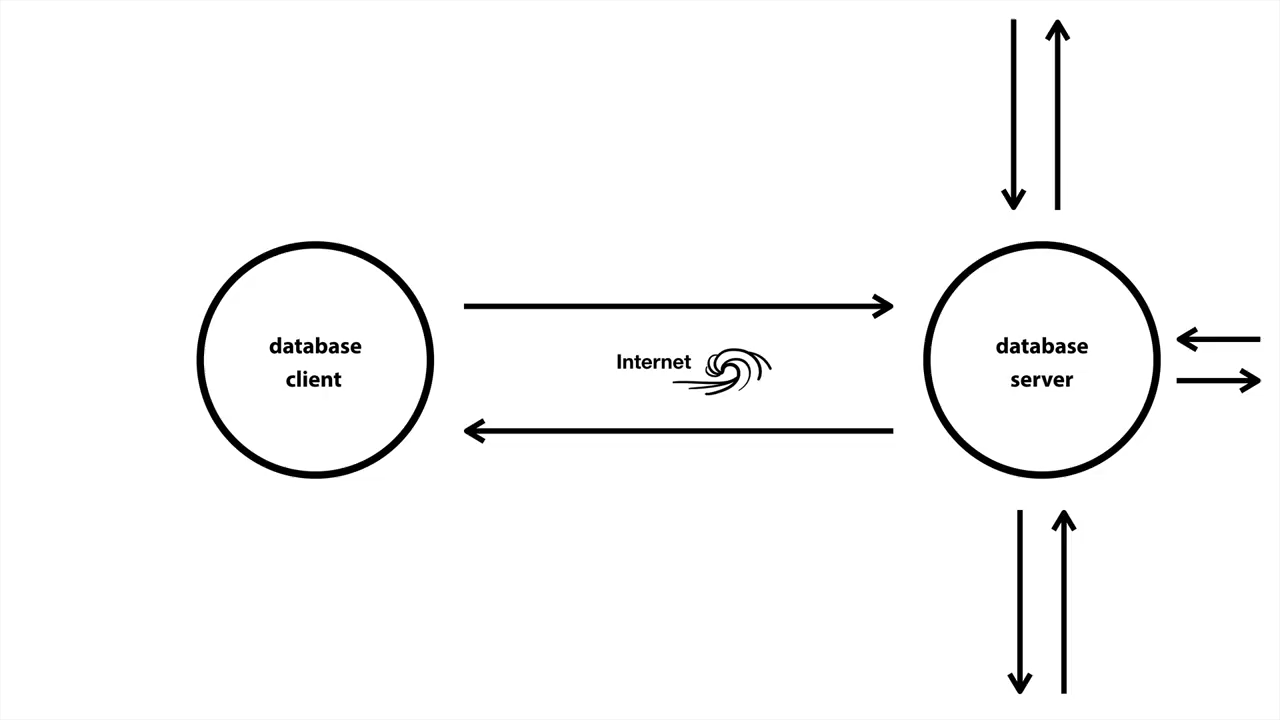 database
client
Internet
database
server